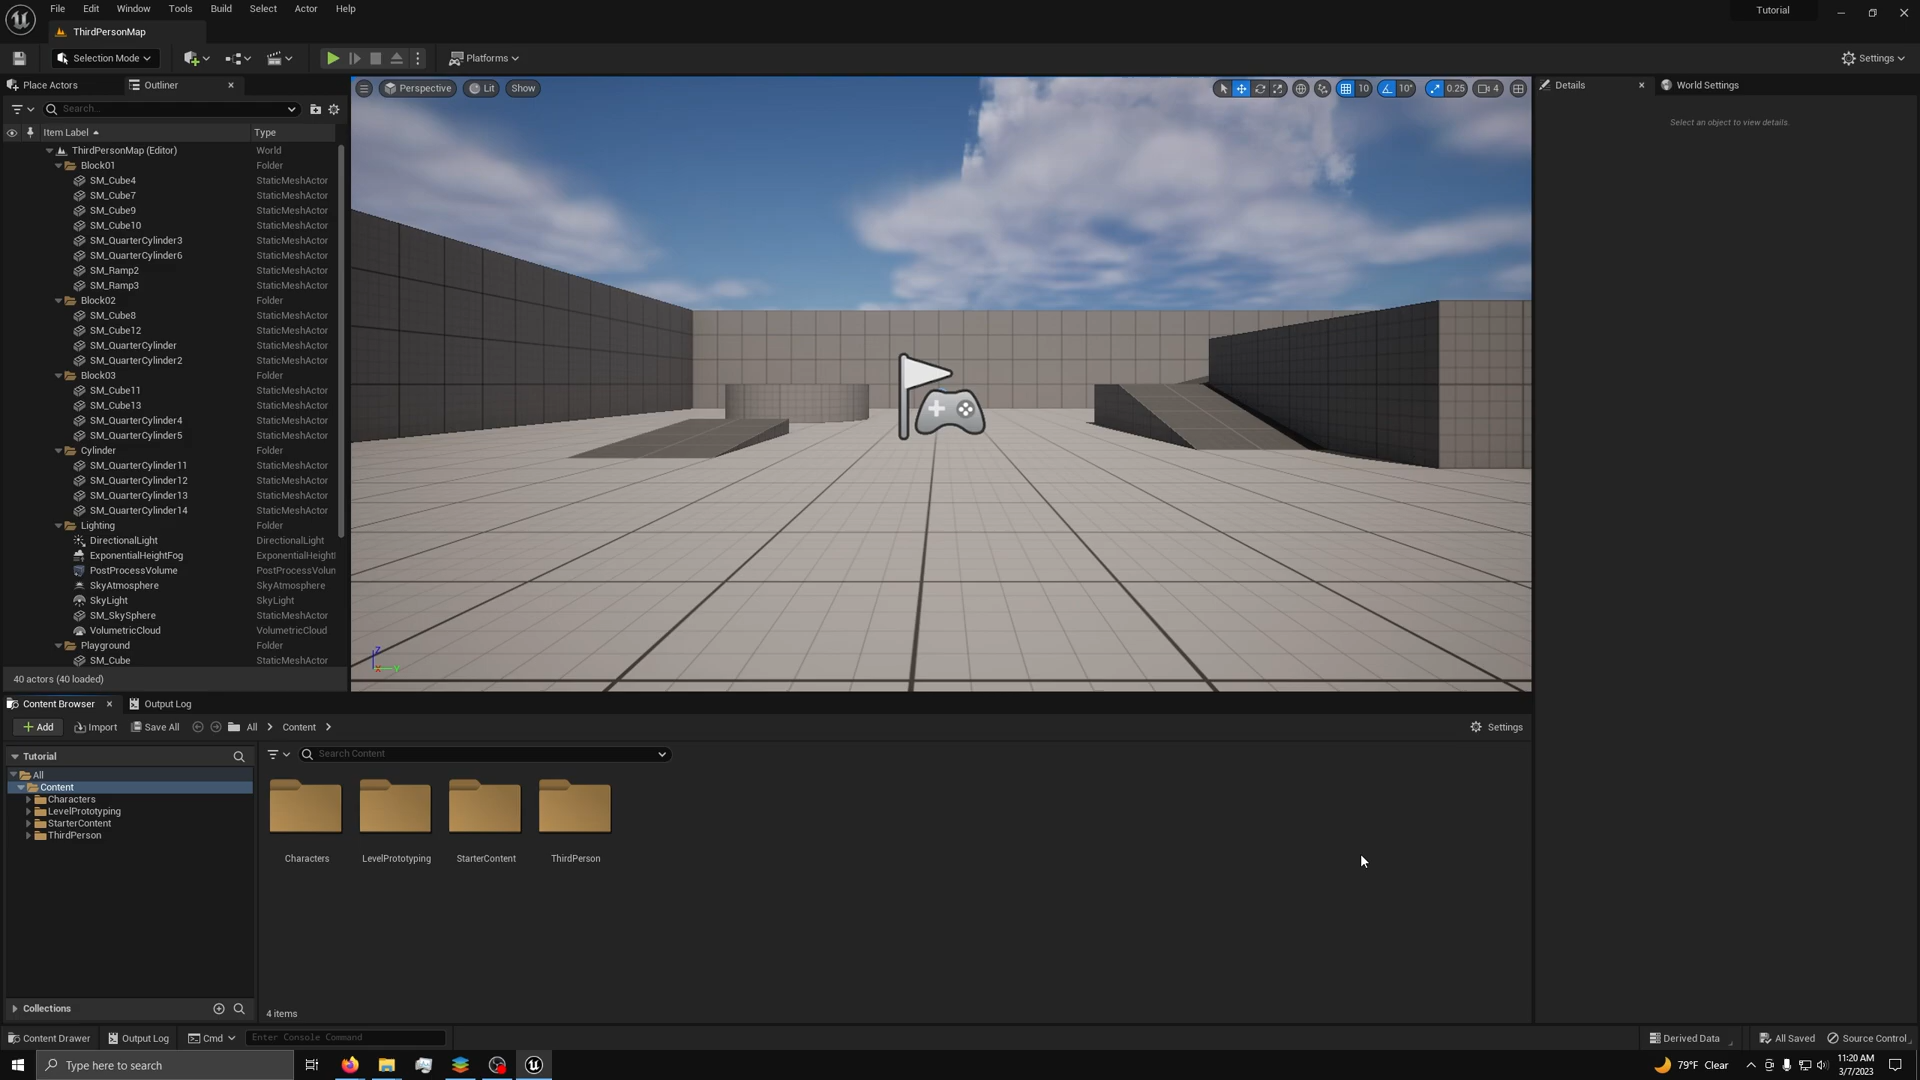 File Edit Window Tools Build Select Actor Help
Tutorial
ThirdPersonMap
Selection Mode
Platforms
Settings
Place Actors
Outliner
Search...
Item Label
Type
ThirdPersonMap (Editor) World
Block01 Folder
SM_Cube4 StaticMeshActor
SM_Cube7 StaticMeshActor
SM_Cube9 StaticMeshActor
SM_Cube10 StaticMeshActor
SM_QuarterCylinder3 StaticMeshActor
SM_QuarterCylinder6 StaticMeshActor
SM_Ramp2 StaticMeshActor
SM_Ramp3 StaticMeshActor
Block02 Folder
SM_Cube8 StaticMeshActor
SM_Cube12 StaticMeshActor
SM_QuarterCylinder StaticMeshActor
SM_QuarterCylinder2 StaticMeshActor
Block03 Folder
SM_Cube11 StaticMeshActor
SM_Cube13 StaticMeshActor
SM_QuarterCylinder4 StaticMeshActor
SM_QuarterCylinder5 StaticMeshActor
Cylinder Folder
SM_QuarterCylinder11 StaticMeshActor
SM_QuarterCylinder12 StaticMeshActor
SM_QuarterCylinder13 StaticMeshActor
SM_QuarterCylinder14 StaticMeshActor
Lighting Folder
DirectionalLight DirectionalLight
ExponentialHeightFog ExponentialHeight
PostProcessVolume PostProcessVolun
SkyAtmosphere SkyAtmosphere
SkyLight SkyLight
SM_SkySphere StaticMeshActor
VolumetricCloud VolumetricCloud
Playground Folder
SM_Cube StaticMeshActor
40 actors (40 loaded)
Perspective Lit Show
10 10° 0.25 4
Z
X Y
Details
World Settings
Select an object to view details.
Content Browser
Output Log
Add Import Save All All Content
Settings
Tutorial
All
Content
Characters
LevelPrototyping
StarterContent
ThirdPerson
Search Content
Characters LevelPrototyping StarterContent ThirdPerson
Collections
4 items
Content Drawer Output Log Cmd Enter Console Command
Derived Data All Saved Source Control
Type here to search
79°F Clear
11:20 AM
3/7/2023